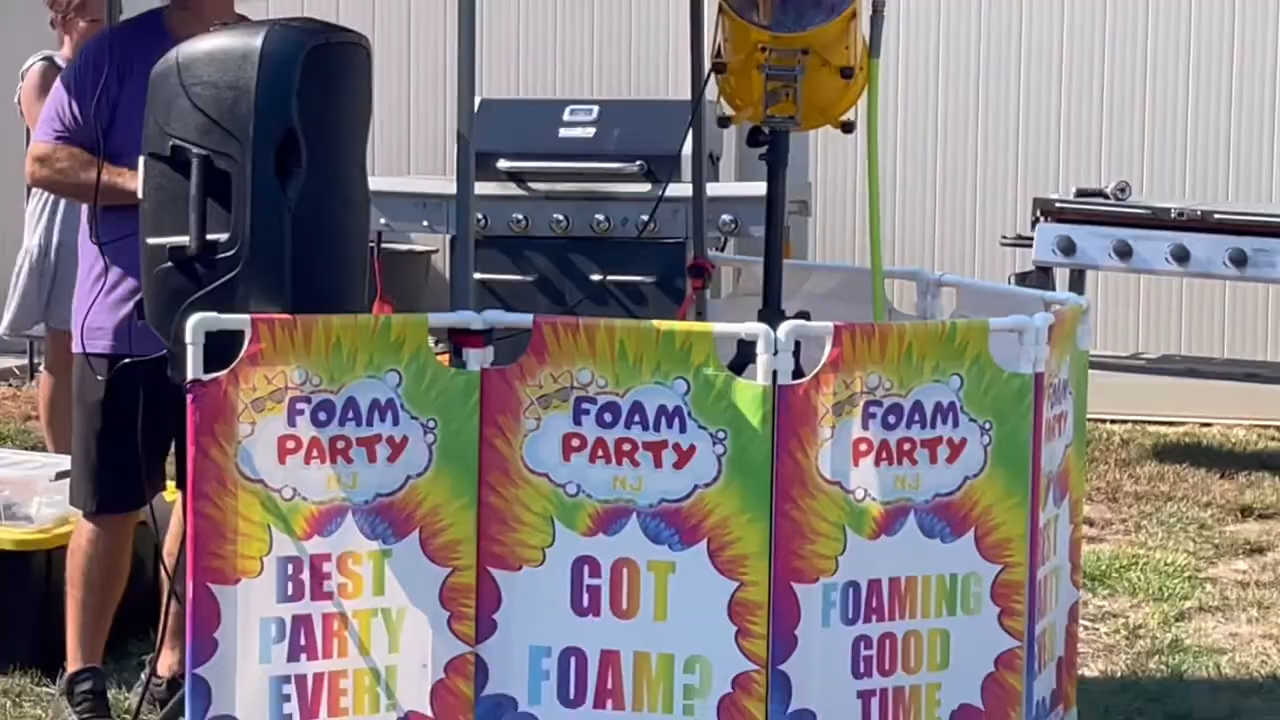 FOAM
PARTY
NJ
BEST
PARTY
EVER!
FOAM
PARTY
NJ
GOT
FOAM?
FOAM
PARTY
NJ
FOAMING
GOOD
TIME